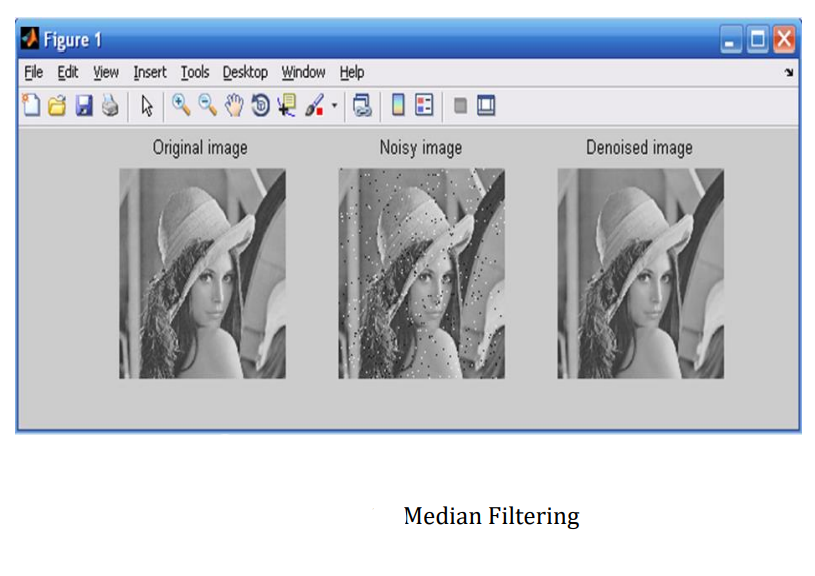 Figure 1
File Edit View Insert Tools Desktop Window Help
Original image Noisy image Denoised image
Median Filtering